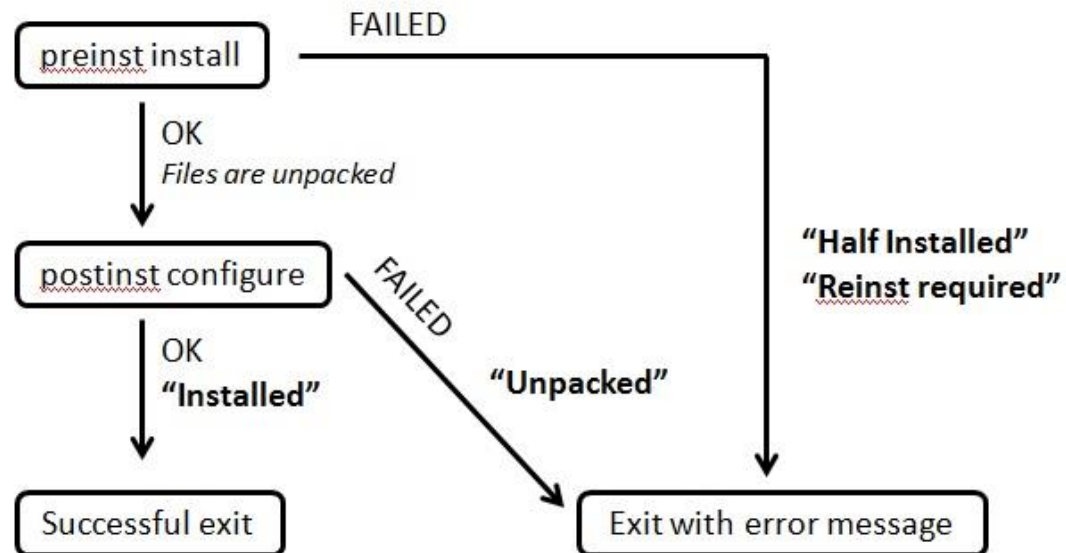 FAILED
preinst install
OK
Files are unpacked
“Half Installed”
“Reinst required”
postinst configure
FAILED
OK
“Installed”
“Unpacked”
Successful exit
Exit with error message